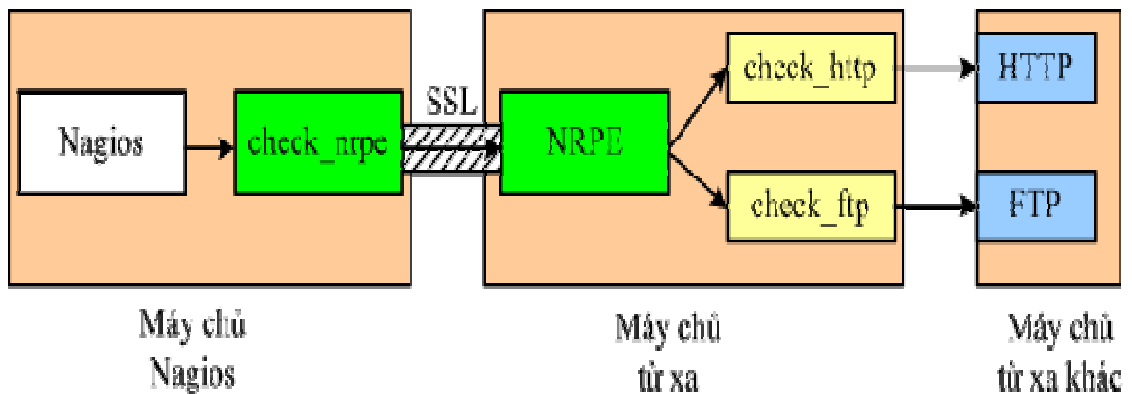 Nagios
check_nrpe
SSL
NRPE
check_http
check_ftp
HTTP
FTP
Máy chủ
Nagios
Máy chủ
từ xa
Máy chủ
từ xa khác